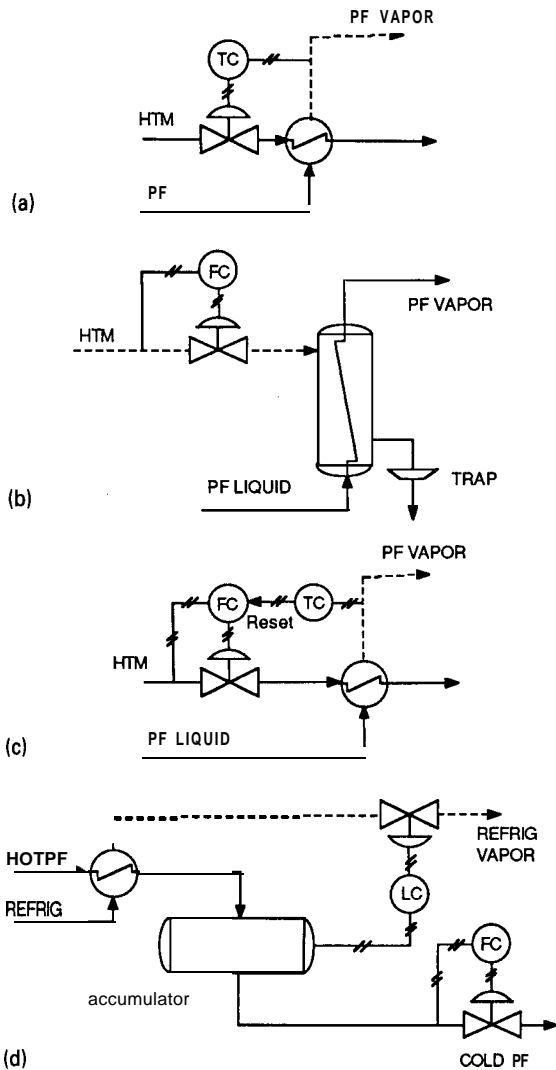 PF VAPOR
TC
HTM
PF
(a)
FC
HTM
PF VAPOR
PF LIQUID
TRAP
(b)
PF VAPOR
FC
TC
Reset
HTM
PF LIQUID
(c)
REFRIG
VAPOR
HOTPF
LC
REFRIG
FC
accumulator
COLD PF
(d)